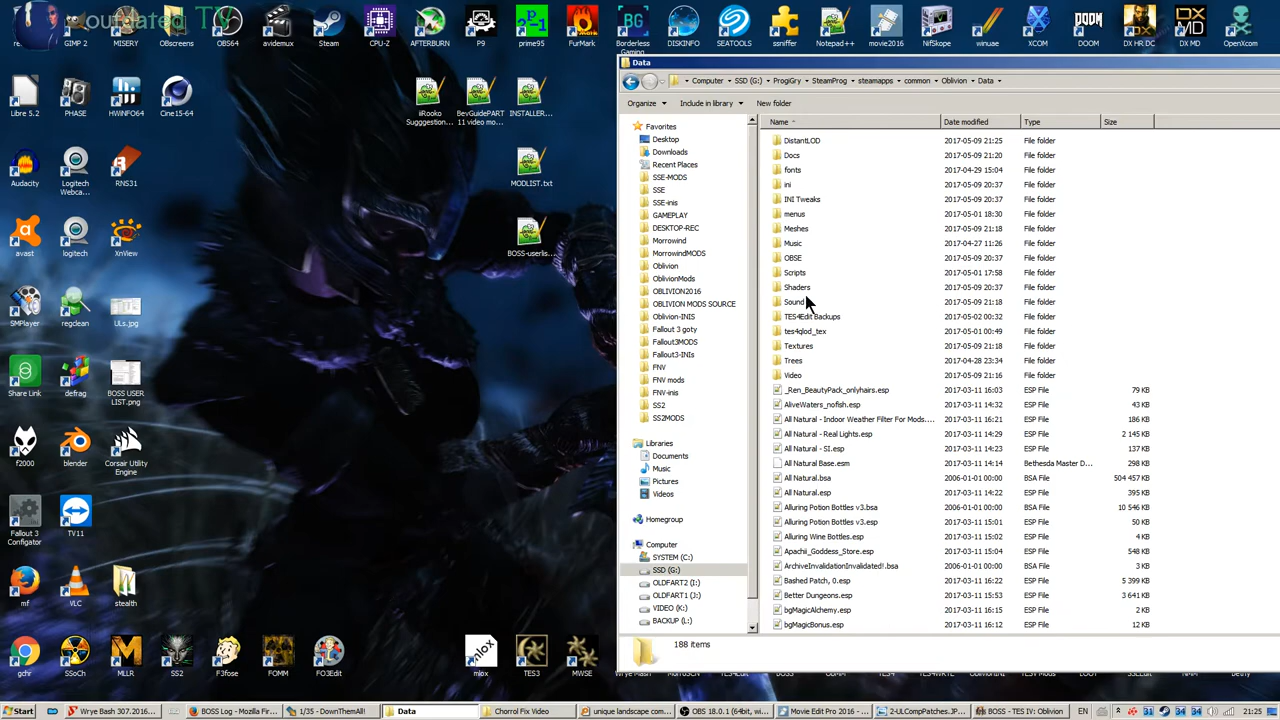 outdated TV
GIMP 2
MISERY
OBscreens
OBS64
avidemux
Steam
CPU-Z
AFTERBURN
P9
prime95
FurMark
Borderless
Gaming
DISKINFO
SEATOOLS
ssniffer
Notepad++
movie2016
NifSkope
winuae
XCOM
DOOM
DX HR DC
DX MD
OpenXcom
Libre 5.2
PHASE
HWiNFO64
Cine15-64
iiRooko
Suggestion...
BevGuidePART
11 video mo...
INSTALLER...
Audacity
Logitech
Webca...
RNS31
MODLIST.txt
avast
logitech
XnView
BOSS-userlis...
SMPlayer
regclean
ULs.jpg
Share Link
defrag
BOSS USER
LIST.png
f2000
blender
Corsair Utility
Engine
Fallout 3
Configator
TV11
mf
VLC
stealth
gchr
SSoCh
MLLR
SS2
F3fose
FOMM
FO3Edit
mlox
TES3
MWSE
Data
Computer
SSD (G:)
ProgiGry
SteamProg
steamapps
common
Oblivion
Data
Organize
Include in library
New folder
Favorites
Desktop
Downloads
Recent Places
SSE-MODS
SSE
SSE-inis
GAMEPLAY
DESKTOP-REC
Morrowind
MorrowindMODS
Oblivion
OblivionMods
OBLIVION2016
OBLIVION MODS SOURCE
Oblivion-INIS
Fallout 3 goty
Fallout3MODS
Fallout3-INIs
FNV
FNV mods
FNV-inis
SS2
SS2MODS
Libraries
Documents
Music
Pictures
Videos
Homegroup
Computer
SYSTEM (C:)
SSD (G:)
OLDFART2 (I:)
OLDFART1 (J:)
VIDEO (K:)
BACKUP (L:)
Name Date modified Type Size
DistantLOD 2017-05-09 21:25 File folder
Docs 2017-05-09 21:20 File folder
fonts 2017-04-29 15:04 File folder
ini 2017-05-09 20:37 File folder
INI Tweaks 2017-05-09 20:37 File folder
menus 2017-05-01 18:30 File folder
Meshes 2017-05-09 21:18 File folder
Music 2017-04-27 11:26 File folder
OBSE 2017-05-09 20:37 File folder
Scripts 2017-05-01 17:58 File folder
Shaders 2017-05-09 20:37 File folder
Sound 2017-05-09 21:18 File folder
TES4Edit Backups 2017-05-02 00:32 File folder
tes4qlod_tex 2017-05-01 00:49 File folder
Textures 2017-05-09 21:18 File folder
Trees 2017-04-28 23:34 File folder
Video 2017-05-09 21:16 File folder
_Ren_BeautyPack_onlyhairs.esp 2017-03-11 16:03 ESP File 79 KB
AliveWaters_nofish.esp 2017-03-11 14:32 ESP File 43 KB
All Natural - Indoor Weather Filter For Mods.... 2017-03-11 16:21 ESP File 186 KB
All Natural - Real Lights.esp 2017-03-11 14:29 ESP File 2 145 KB
All Natural - SI.esp 2017-03-11 14:23 ESP File 137 KB
All Natural Base.esm 2017-03-11 14:14 Bethesda Master D... 298 KB
All Natural.bsa 2006-01-01 00:00 BSA File 504 457 KB
All Natural.esp 2017-03-11 14:22 ESP File 395 KB
Alluring Potion Bottles v3.bsa 2006-01-01 00:00 BSA File 10 546 KB
Alluring Potion Bottles v3.esp 2017-03-11 15:01 ESP File 50 KB
Alluring Wine Bottles.esp 2017-03-11 15:02 ESP File 4 KB
Apachii_Goddess_Store.esp 2017-03-11 15:04 ESP File 548 KB
ArchiveInvalidationInvalidated!.bsa 2006-01-01 00:00 BSA File 3 KB
Bashed Patch, 0.esp 2017-03-11 16:22 ESP File 5 399 KB
Better Dungeons.esp 2017-03-11 15:53 ESP File 3 641 KB
bgMagicAlchemy.esp 2017-03-11 16:15 ESP File 2 KB
bgMagicBonus.esp 2017-03-11 16:12 ESP File 12 KB
188 items
Start
Wrye Bash 307.2016...
BOSS Log - Mozilla Fir...
1/35 - DownThemAll!
Data
Chorrol Fix Video
unique landscape com...
OBS 18.0.1 (64bit, w...
Movie Edit Pro 2016 - ...
2-ULCompPatches.JP...
BOSS - TES IV: Oblivion
EN
21:25